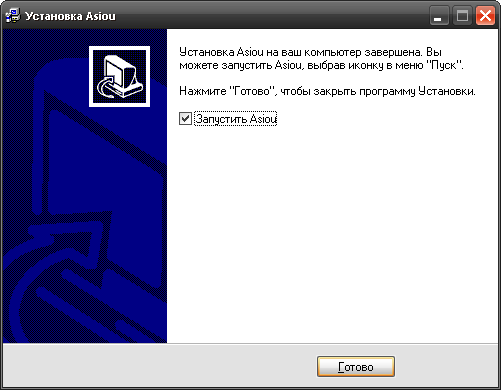 Установка Asiou
Установка Asiou на ваш компьютер завершена. Вы
можете запустить Asiou, выбрав иконку в меню "Пуск".
Нажмите "Готово", чтобы закрыть программу Установки.
Запустить Asiou
Готово